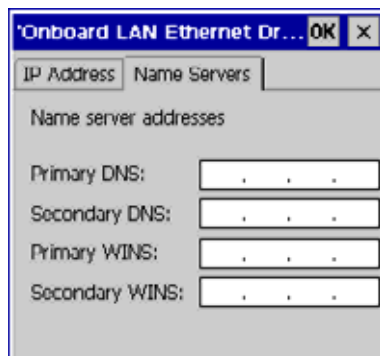 'Onboard LAN Ethernet Dr... OK ×
IP Address Name Servers
Name server addresses
Primary DNS: . . .
Secondary DNS: . . .
Primary WINS: . . .
Secondary WINS: . . .